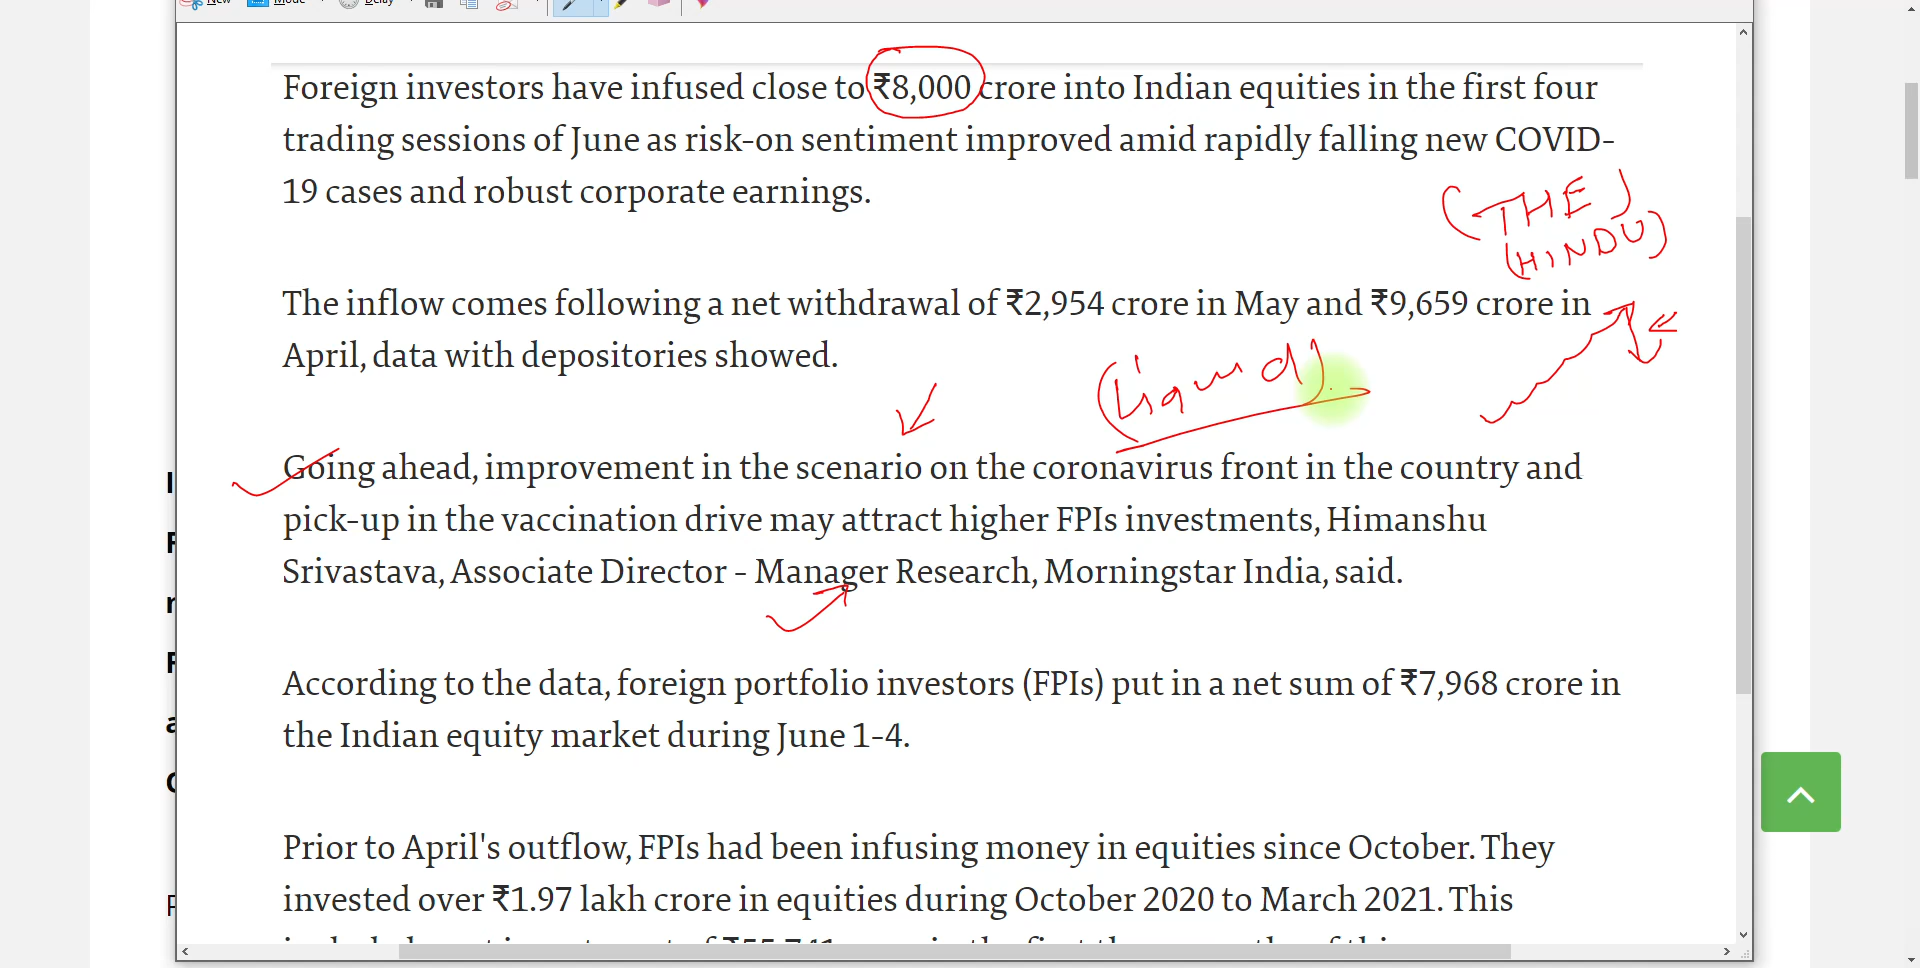 New Mode Delay
Foreign investors have infused close to ₹8,000 crore into Indian equities in the first four
trading sessions of June as risk-on sentiment improved amid rapidly falling new COVID-
19 cases and robust corporate earnings.
(THE)
(HINDU)
The inflow comes following a net withdrawal of ₹2,954 crore in May and ₹9,659 crore in
April, data with depositories showed.
Going ahead, improvement in the scenario on the coronavirus front in the country and
pick-up in the vaccination drive may attract higher FPIs investments, Himanshu
Srivastava, Associate Director - Manager Research, Morningstar India, said.
According to the data, foreign portfolio investors (FPIs) put in a net sum of ₹7,968 crore in
the Indian equity market during June 1-4.
Prior to April's outflow, FPIs had been infusing money in equities since October. They
invested over ₹1.97 lakh crore in equities during October 2020 to March 2021. This